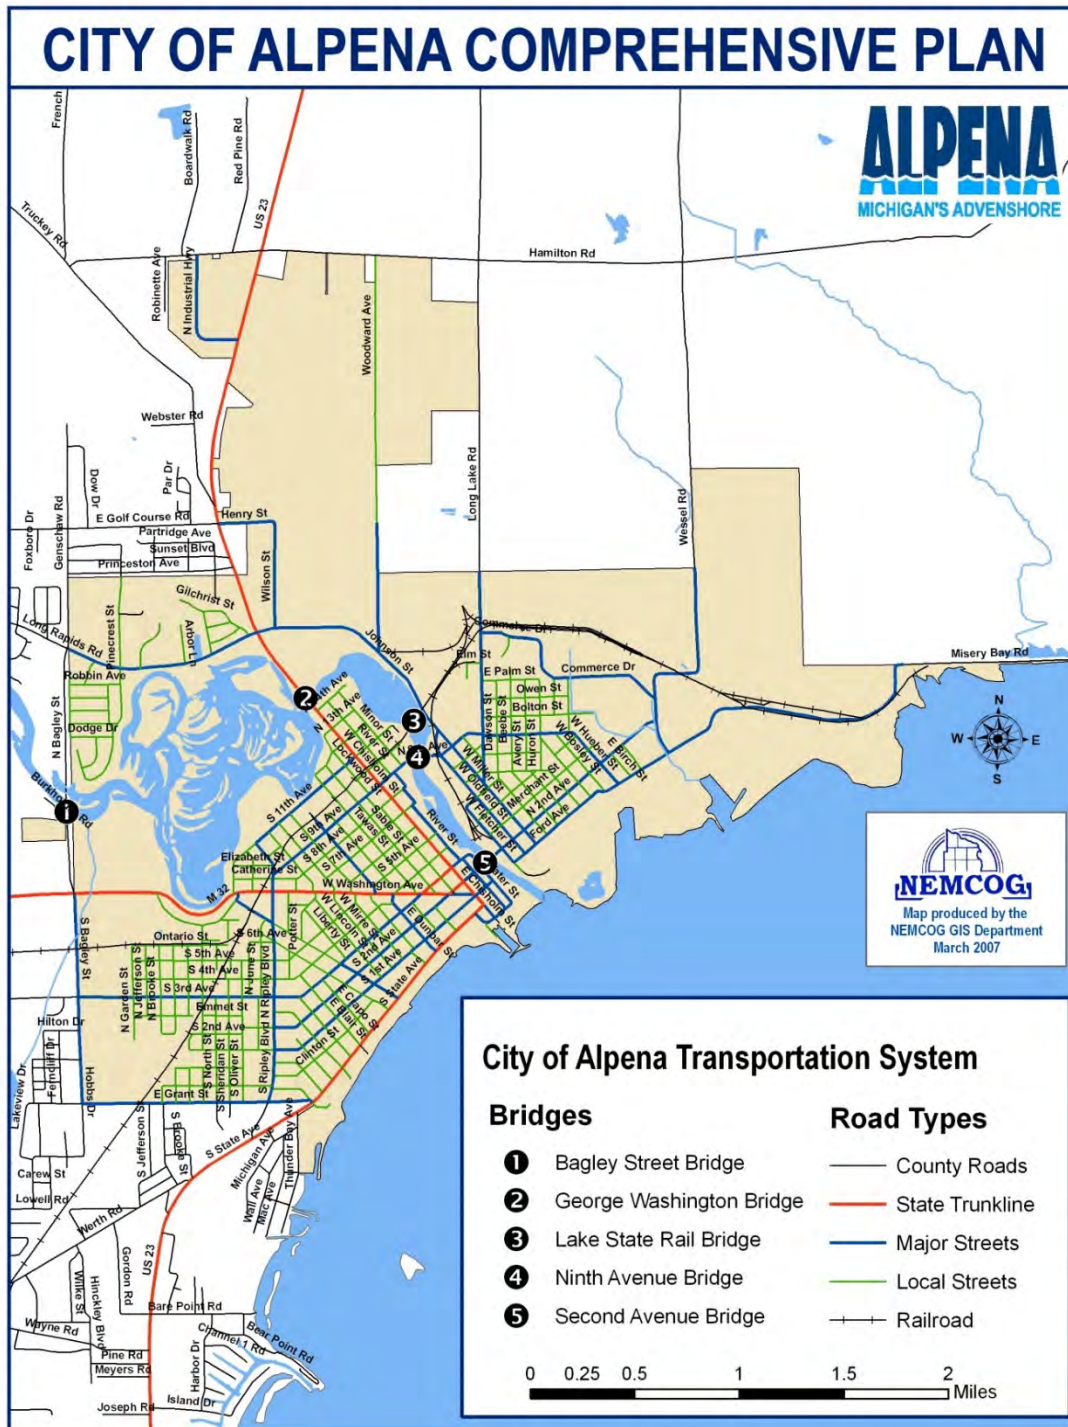 CITY OF ALPENA COMPREHENSIVE PLAN
ALPENA
MICHIGAN'S ADVENSHORE
French
Boardwalk Rd
Red Pine Rd
US 23
Truckey Rd
Hamilton Rd
Robinette Ave
N Industrial Hwy
Woodward Ave
Webster Rd
Long Lake Rd
Wessel Rd
Dow Dr
Par Dr
Foxboro Dr
Genschaw Rd
E Golf Course Rd
Henry St
Partridge Ave
Sunset Blvd
Princeston Ave
Wilson St
Gilchrist St
Pinecrest St
Arbor Ln
Long Rapids Rd
Johnson St
Commerce Dr
Elm St
E Palm St
Commerce Dr
Misery Bay Rd
Robbin Ave
Owen St
Bolton St
N Bagley St
Dodge Dr
N 3th Ave
Minor St
River St
W Chisholm St
Lockwood St
Dawson St
Beebe St
Avery St
Huron St
W Hueber St
W Bosley St
E Birch St
W Miller St
W Oldfield St
Merchant St
N 2nd Ave
W Fletcher St
Ford Ave
S 11th Ave
S 9th Ave
S 8th Ave
S 7th Ave
Sable St
Tawas St
S 5th Ave
River St
Elizabeth St
Catherine St
M 32
W Washington Ave
E Chisholm St
N
W
E
S
NEMCOG
Map produced by the
NEMCOG GIS Department
March 2007
S Bagley St
Ontario St
S 6th Ave
S 5th Ave
S 4th Ave
S 3rd Ave
Potter St
W Mirre St
W Lincoln St
Liberty St
E Dunbar St
S 2nd Ave
S 1st Ave
S State Ave
N Garden St
N Jefferson St
N Brooke St
N June St
N Ripley Blvd
Emmet St
S 2nd Ave
E Crapo St
E Blair St
Clinton St
Hilton Dr
Ferncliff Dr
Lakeview Dr
Hobbs Dr
S North St
S Sheridan St
S Oliver St
S Ripley Blvd
E Grant St
S Jefferson St
S Brooke St
S State Ave
Michigan Ave
Thunder Bay Ave
Wall Ave
Mac Ave
Carew St
Lowell Rd
Werth Rd
US 23
Gordon Rd
Wilke St
Hinckley Blvd
Wayne Rd
Bare Point Rd
Bear Point Rd
Channel 1 Rd
Harbor Dr
Pine Rd
Meyers Rd
Island Dr
Joseph Rd
City of Alpena Transportation System
Bridges
1 Bagley Street Bridge
2 George Washington Bridge
3 Lake State Rail Bridge
4 Ninth Avenue Bridge
5 Second Avenue Bridge
Road Types
County Roads
State Trunkline
Major Streets
Local Streets
Railroad
0 0.5 1 1.5 2
Miles